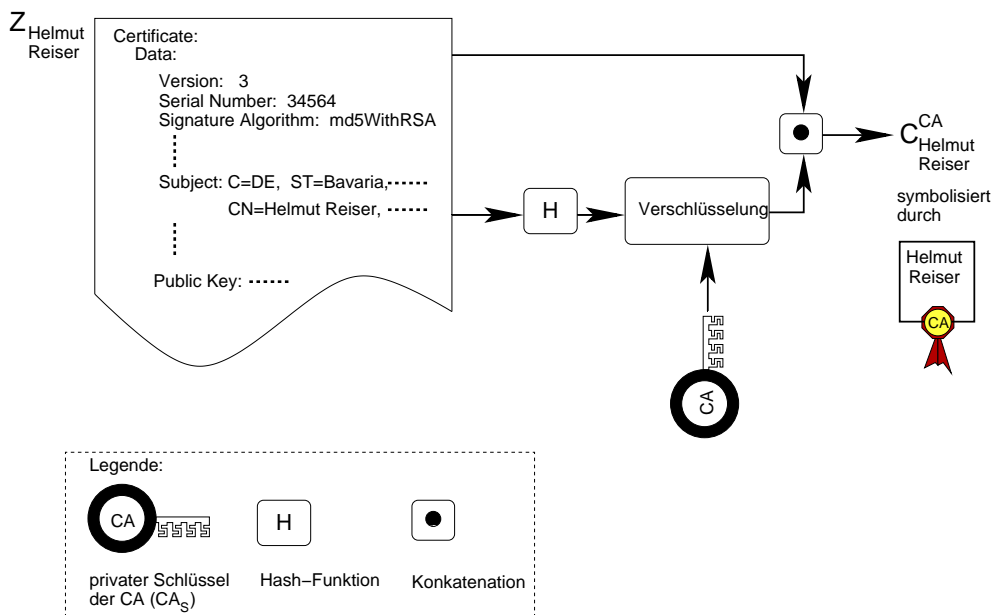 Z Helmut
Reiser
Certificate:
Data:
Version: 3
Serial Number: 34564
Signature Algorithm: md5WithRSA
Subject: C=DE, ST=Bavaria,
CN=Helmut Reiser,
Public Key:
H
Verschlüsselung
CA
C CA
Helmut
Reiser
symbolisiert
durch
Helmut
Reiser
CA
Legende:
CA
H
privater Schlüssel
der CA (CAS)
Hash−Funktion
Konkatenation